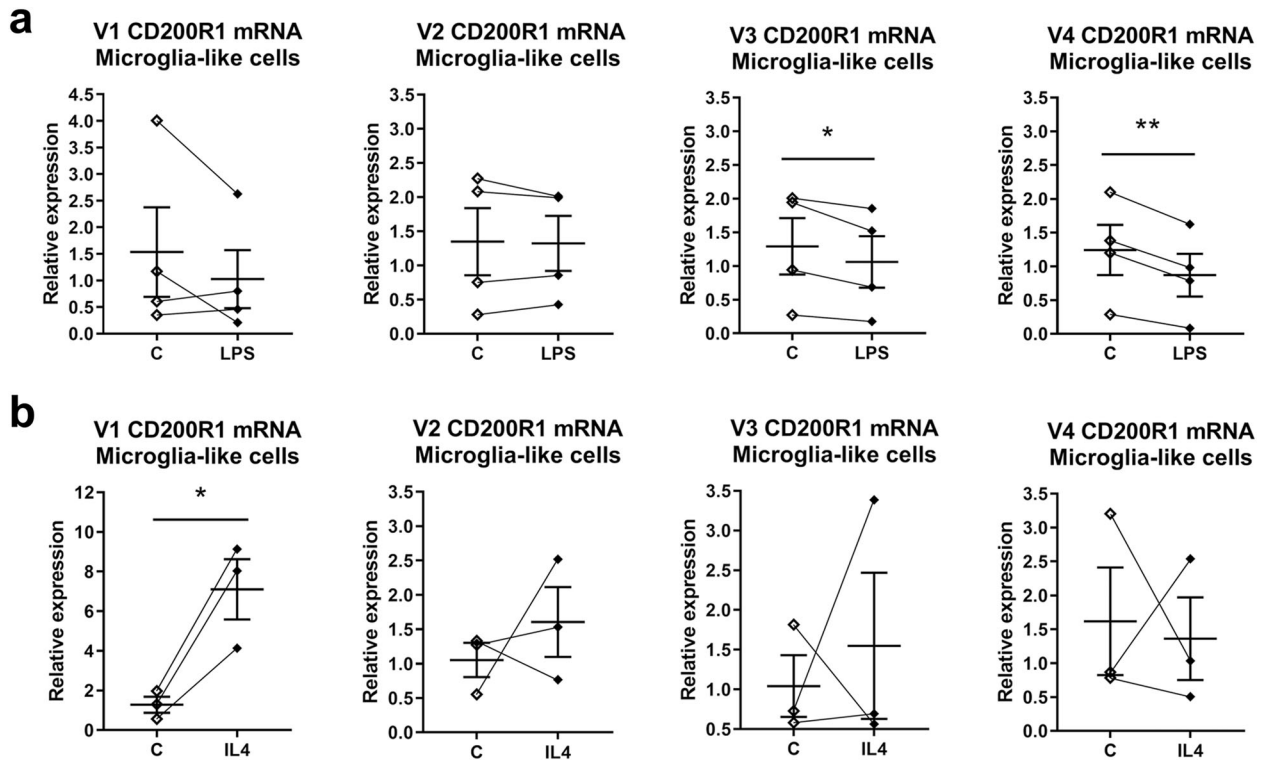 a
V1 CD200R1 mRNA
Microglia-like cells
Relative expression
4.5
4.0
3.5
3.0
2.5
2.0
1.5
1.0
0.5
0.0
C LPS
V2 CD200R1 mRNA
Microglia-like cells
Relative expression
3.5
3.0
2.5
2.0
1.5
1.0
0.5
0.0
C LPS
V3 CD200R1 mRNA
Microglia-like cells
Relative expression
3.5
3.0
2.5
2.0
1.5
1.0
0.5
0.0
*
C LPS
V4 CD200R1 mRNA
Microglia-like cells
Relative expression
3.5
3.0
2.5
2.0
1.5
1.0
0.5
0.0
**
C LPS
b
V1 CD200R1 mRNA
Microglia-like cells
Relative expression
12
10
8
6
4
2
0
*
C IL4
V2 CD200R1 mRNA
Microglia-like cells
Relative expression
3.5
3.0
2.5
2.0
1.5
1.0
0.5
0.0
C IL4
V3 CD200R1 mRNA
Microglia-like cells
Relative expression
3.5
3.0
2.5
2.0
1.5
1.0
0.5
C IL4
V4 CD200R1 mRNA
Microglia-like cells
Relative expression
3.5
3.0
2.5
2.0
1.5
1.0
0.5
0.0
C IL4